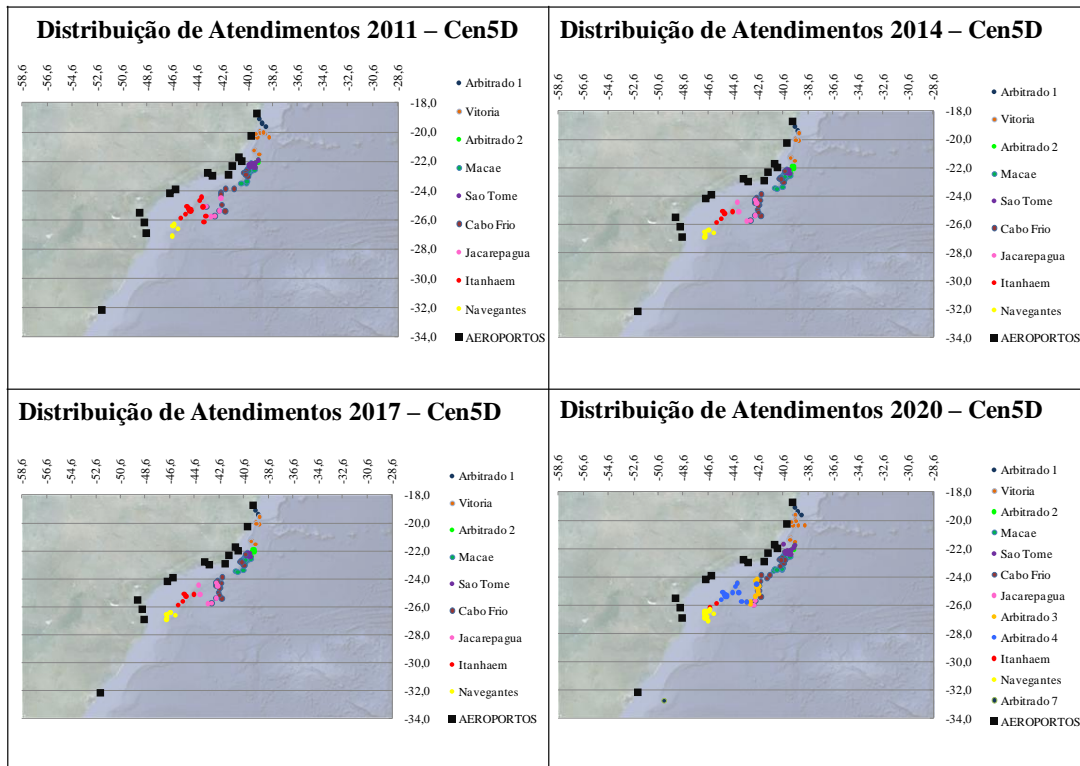 Distribuição de Atendimentos 2011 – Cen5D
-58,6
-56,6
-54,6
-52,6
-50,6
-48,6
-46,6
-44,6
-42,6
-40,6
-38,6
-36,6
-34,6
-32,6
-30,6
-28,6
-18,0
-20,0
-22,0
-24,0
-26,0
-28,0
-30,0
-32,0
-34,0
Arbitrado 1
Vitoria
Arbitrado 2
Macae
Sao Tome
Cabo Frio
Jacarepagua
Itanhaem
Navegantes
AEROPORTOS
Distribuição de Atendimentos 2014 – Cen5D
-58,6
-56,6
-54,6
-52,6
-50,6
-48,6
-46,6
-44,6
-42,6
-40,6
-38,6
-36,6
-34,6
-32,6
-30,6
-28,6
-18,0
-20,0
-22,0
-24,0
-26,0
-28,0
-30,0
-32,0
-34,0
Arbitrado 1
Vitoria
Arbitrado 2
Macae
Sao Tome
Cabo Frio
Jacarepagua
Itanhaem
Navegantes
AEROPORTOS
Distribuição de Atendimentos 2017 – Cen5D
-58,6
-56,6
-54,6
-52,6
-50,6
-48,6
-46,6
-44,6
-42,6
-40,6
-38,6
-36,6
-34,6
-32,6
-30,6
-28,6
-18,0
-20,0
-22,0
-24,0
-26,0
-28,0
-30,0
-32,0
-34,0
Arbitrado 1
Vitoria
Arbitrado 2
Macae
Sao Tome
Cabo Frio
Jacarepagua
Itanhaem
Navegantes
AEROPORTOS
Distribuição de Atendimentos 2020 – Cen5D
-58,6
-56,6
-54,6
-52,6
-50,6
-48,6
-46,6
-44,6
-42,6
-40,6
-38,6
-36,6
-34,6
-32,6
-30,6
-28,6
-18,0
-20,0
-22,0
-24,0
-26,0
-28,0
-30,0
-32,0
-34,0
Arbitrado 1
Vitoria
Arbitrado 2
Macae
Sao Tome
Cabo Frio
Jacarepagua
Arbitrado 3
Arbitrado 4
Itanhaem
Navegantes
Arbitrado 7
AEROPORTOS